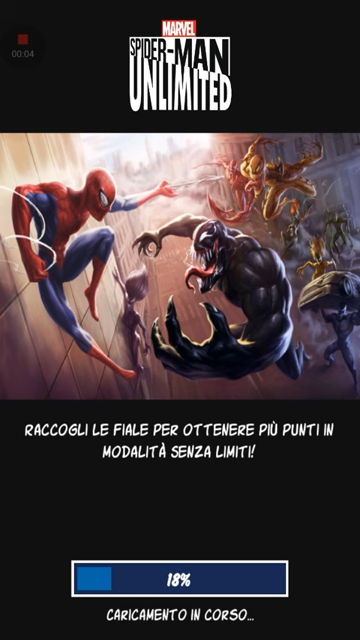 00:04
MARVEL
SPIDER-MAN
UNLIMITED
RACCOGLI LE FIALE PER OTTENERE PIÙ PUNTI IN
MODALITÀ SENZA LIMITI!
18%
CARICAMENTO IN CORSO...